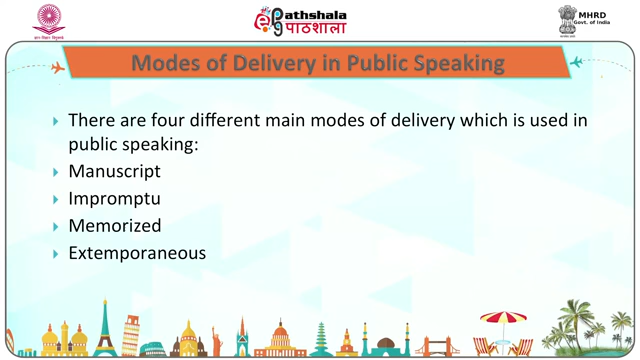 ePathshala
पाठशाला
MHRD
Govt. of India
Modes of Delivery in Public Speaking
There are four different main modes of delivery which is used in
public speaking:
Manuscript
Impromptu
Memorized
Extemporaneous